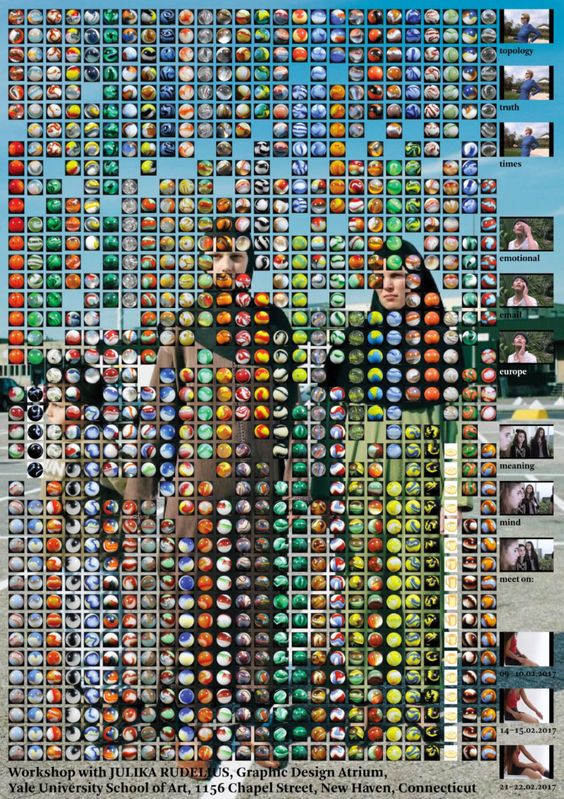 topology
truth
times
emotional
email
europe
meaning
mind
meet on:
09–10.02.2017
14–15.02.2017
21–22.02.2017
Workshop with JULIKA RUDELIUS, Graphic Design Atrium,
Yale University School of Art, 1156 Chapel Street, New Haven, Connecticut